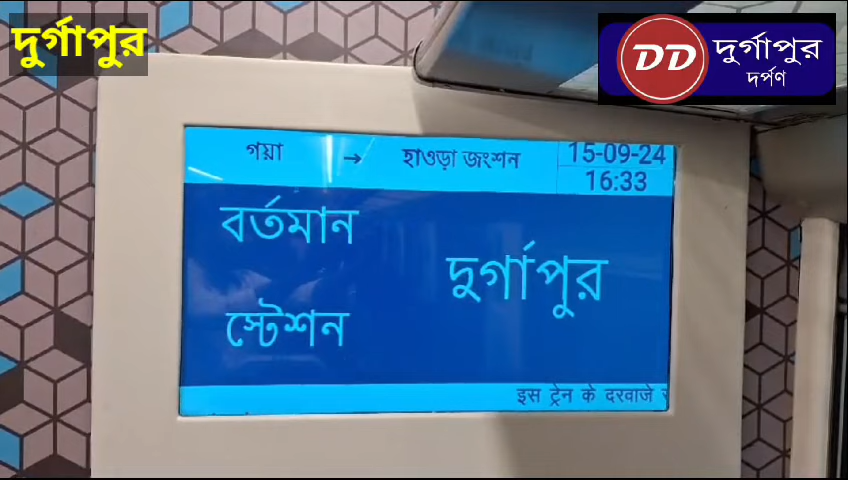 দুর্গাপুর
DD দুর্গাপুর
দর্পণ
গয়া → হাওড়া জংশন 15-09-24
16:33
বর্তমান
স্টেশন
দুর্গাপুর
इस ट्रेन के दरवाजे